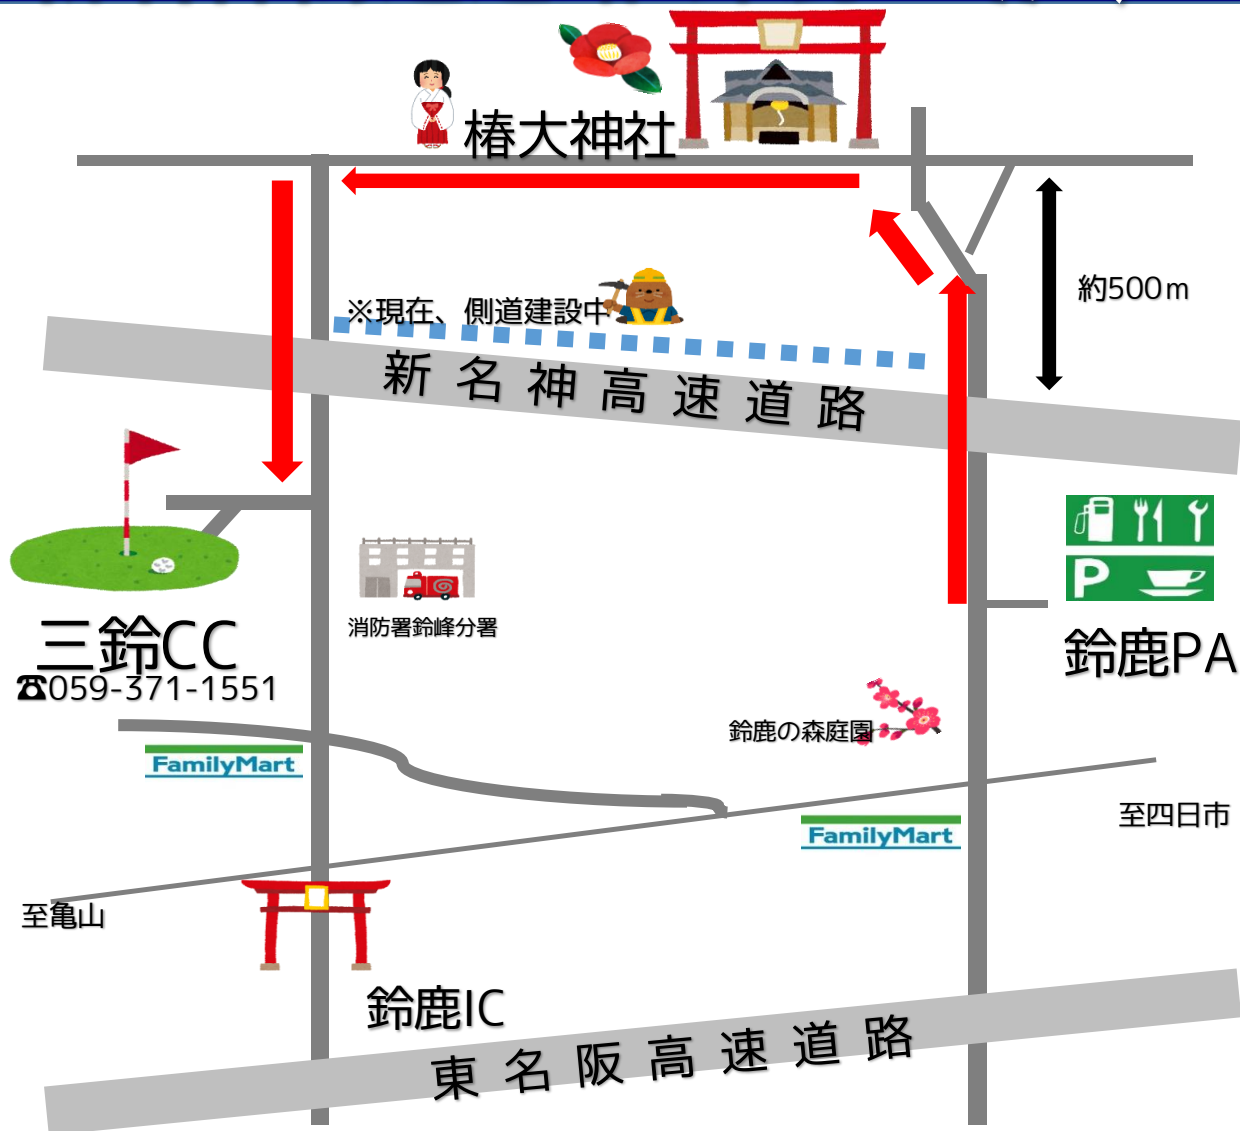 椿大神社
約500m
※現在、側道建設中
新名神高速道路
P
消防署鈴峰分署
三鈴CC
☎059-371-1551
鈴鹿PA
鈴鹿の森庭園
FamilyMart
FamilyMart
至四日市
至亀山
鈴鹿IC
東名阪高速道路